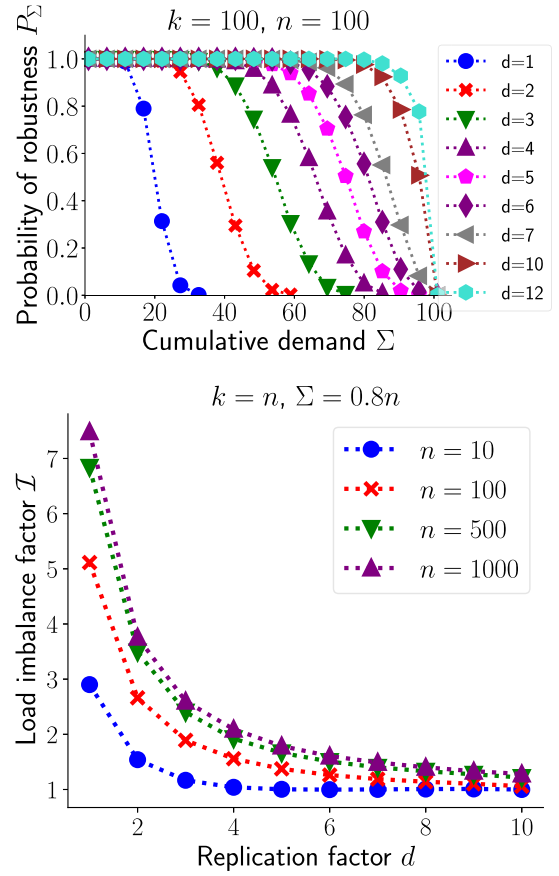 k = 100, n = 100
Probability of robustness P_Σ
1.0
0.8
0.6
0.4
0.2
0.0
0 20 40 60 80 100
Cumulative demand Σ
d=1
d=2
d=3
d=4
d=5
d=6
d=7
d=10
d=12
k = n, Σ = 0.8n
Load imbalance factor I
7
6
5
4
3
2
1
2 4 6 8 10
Replication factor d
n = 10
n = 100
n = 500
n = 1000